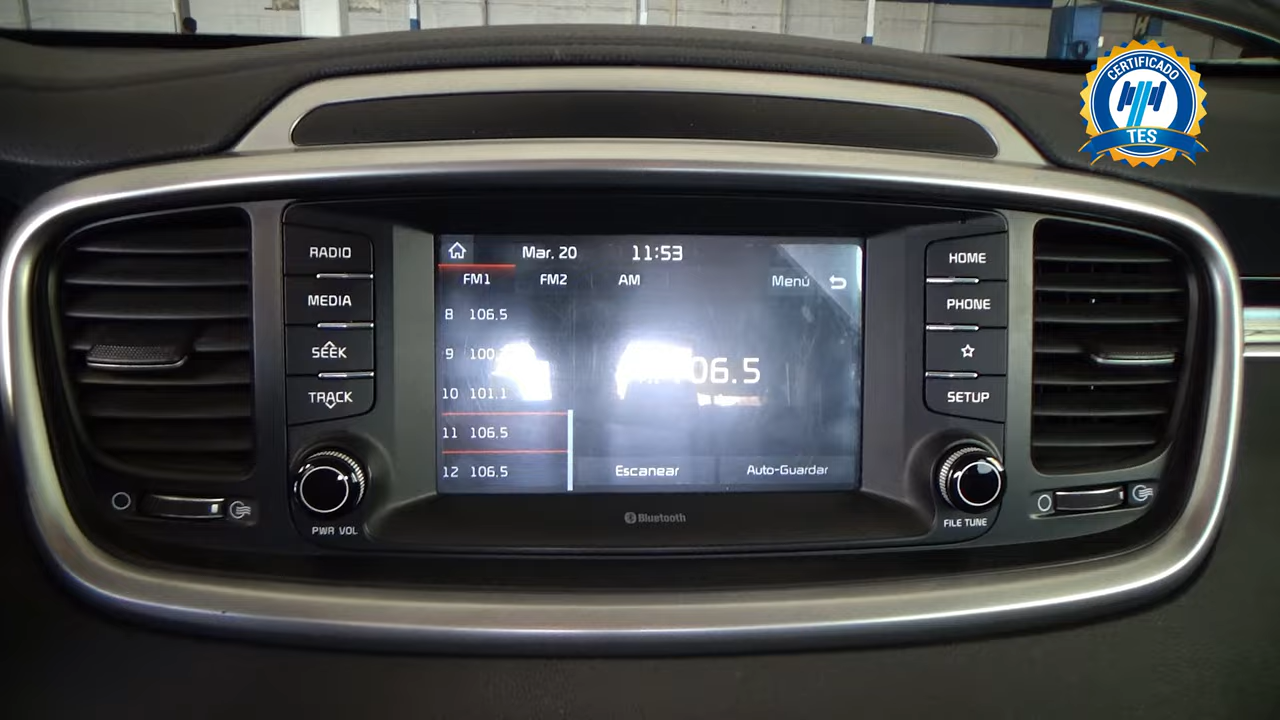 CERTIFICADO
TES
RADIO
MEDIA
SEEK
TRACK
PWR VOL
Mar. 20 11:53
FM1 FM2 AM Menú
8 106.5
9
10 101.1
11 106.5
12 106.5
06.5
Escanear Auto-Guardar
Bluetooth
HOME
PHONE
SETUP
FILE TUNE